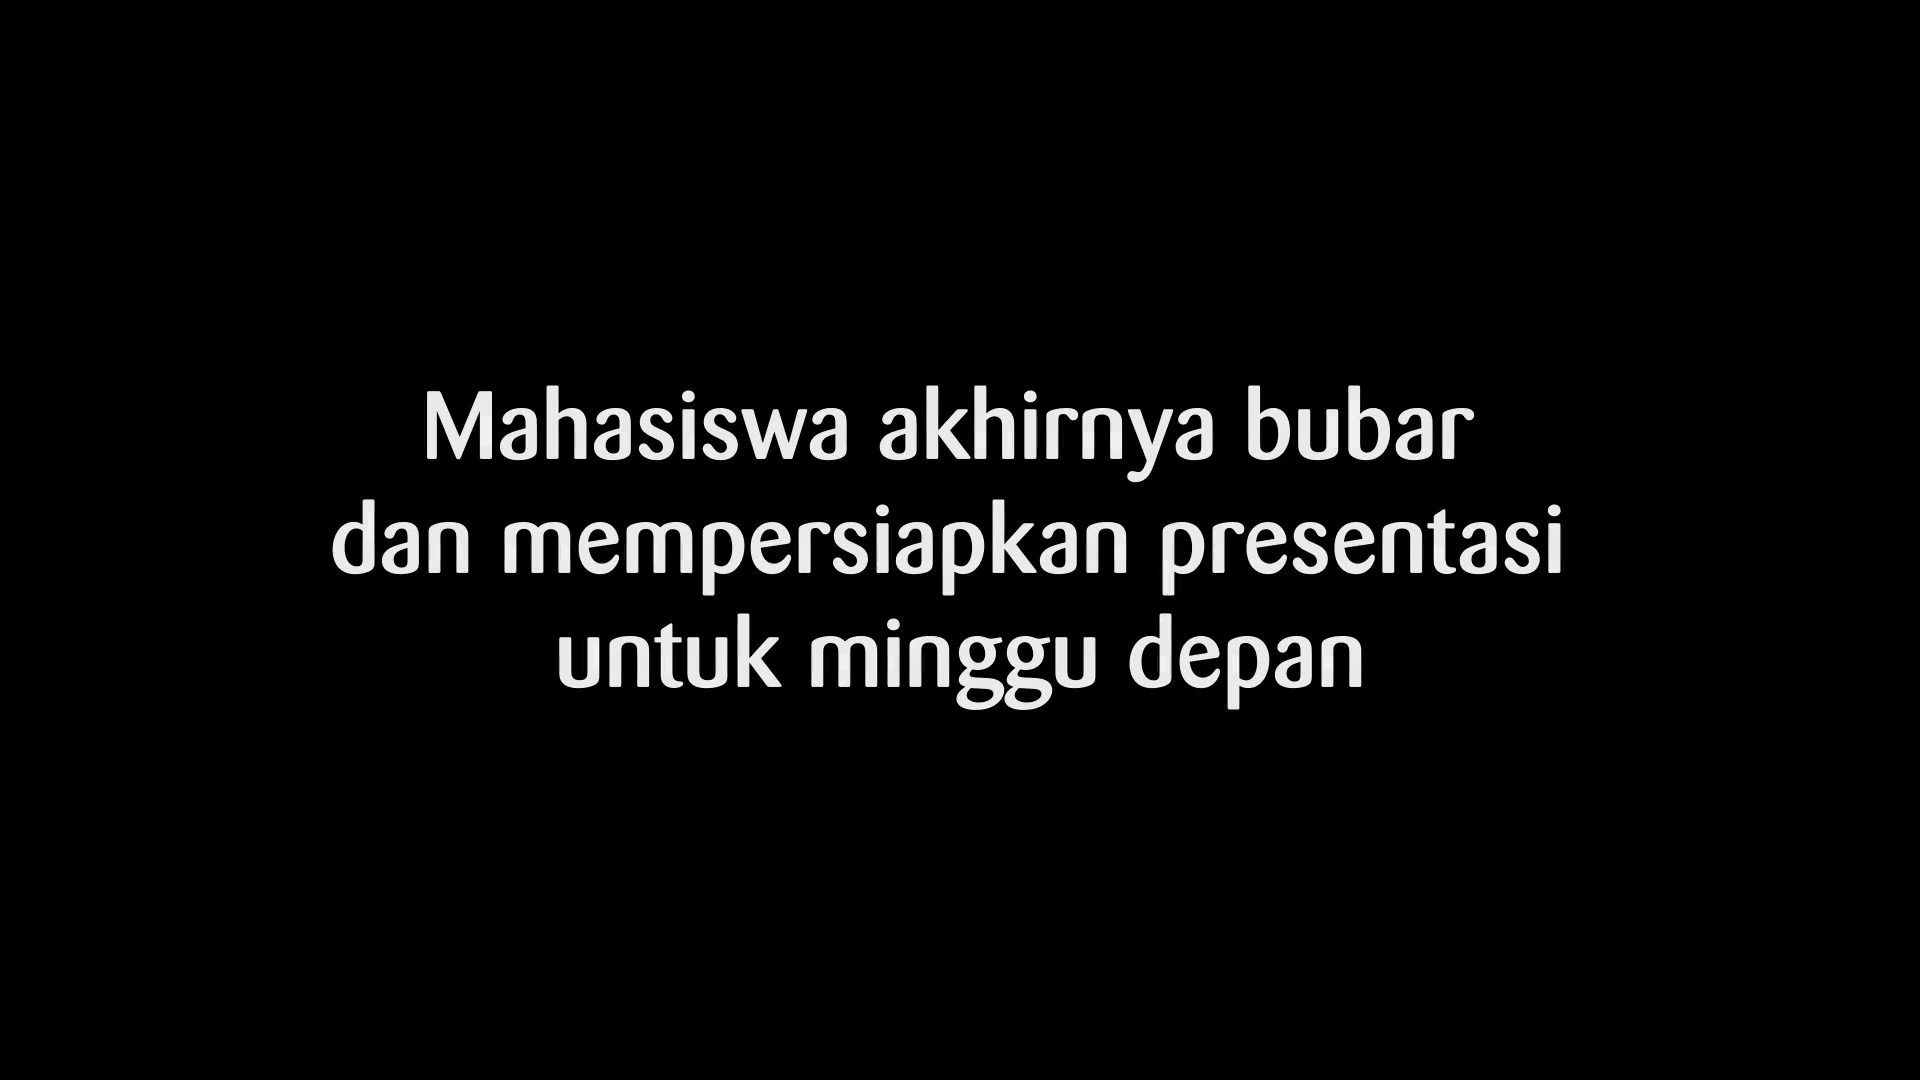 Mahasiswa akhirnya bubar
dan mempersiapkan presentasi
untuk minggu depan